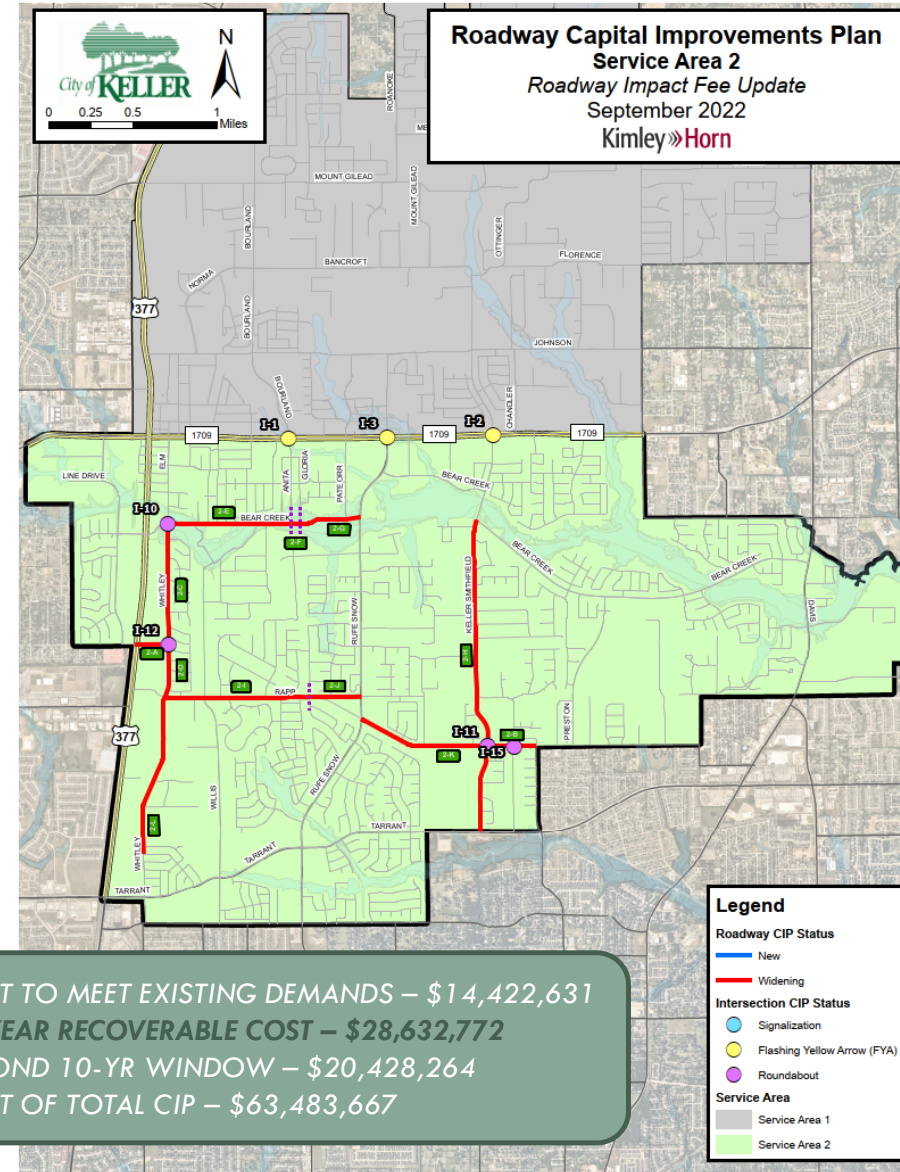 City of KELLER
N
0 0.25 0.5 1
Miles
Roadway Capital Improvements Plan
Service Area 2
Roadway Impact Fee Update
September 2022
Kimley»Horn
ROANOKE
ME
MOUNT GILEAD
MOUNT GILEAD
BOURLAND
OTTINGER
FLORENCE
BANCROFT
NORMA
377
BOURLAND
JOHNSON
BOURLAND
CHANDLER
I-1
I-3
I-2
1709
1709
1709
ELM
ANITA
GLORIA
PATE ORR
LINE DRIVE
BEAR CREEK
I-10
2-E
BEAR CREEK
2-G
2-F
BEAR CREEK
BEAR CREEK
WHITLEY
2-C
RUFE SNOW
KELLER SMITHFIELD
DAVIS
I-12
2-A
2-D
2-H
2-I
RAPP
2-J
PRESTON
377
I-11
2-B
I-15
2-K
RUFE SNOW
WILLIS
TARRANT
WHITLEY
TARRANT
TARRANT
T TO MEET EXISTING DEMANDS – $14,422,631
YEAR RECOVERABLE COST – $28,632,772
OND 10-YR WINDOW – $20,428,264
T OF TOTAL CIP – $63,483,667
Legend
Roadway CIP Status
New
Widening
Intersection CIP Status
Signalization
Flashing Yellow Arrow (FYA)
Roundabout
Service Area
Service Area 1
Service Area 2